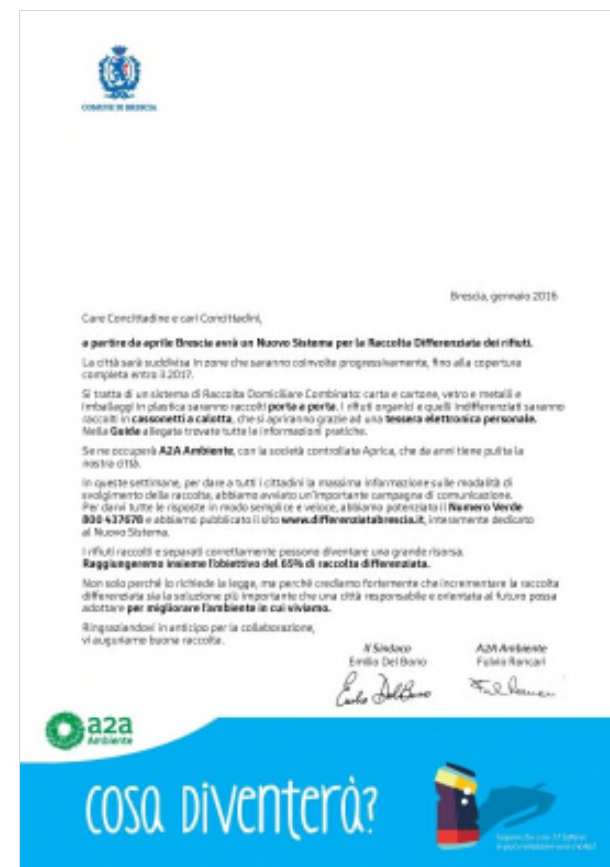 COMUNE DI BRESCIA
Brescia, gennaio 2016
Care Concittadine e cari Concittadini,
a partire da aprile Brescia avrà un Nuovo Sistema per la Raccolta Differenziata dei rifiuti.
La città sarà suddivisa in zone che saranno coinvolte progressivamente, fino alla copertura
completa entro il 2017.
Si tratta di un sistema di Raccolta Domiciliare Combinato: carta e cartone, vetro e metalli e
imballaggi in plastica saranno raccolti porta a porta. I rifiuti organici e quelli indifferenziati saranno
raccolti in cassonetti a calotta, che si apriranno grazie ad una tessera elettronica personale.
Nella Guida allegata trovate tutte le informazioni pratiche.
Se ne occuperà A2A Ambiente, con la società controllata Aprica, che da anni tiene pulita la
nostra città.
In queste settimane, per dare a tutti i cittadini la massima informazione sulle modalità di
svolgimento della raccolta, abbiamo avviato un'importante campagna di comunicazione.
Per darvi tutte le risposte in modo semplice e veloce, abbiamo potenziato il Numero Verde
800 437678 e abbiamo pubblicato il sito www.differenziatabrescia.it, interamente dedicato
al Nuovo Sistema.
I rifiuti raccolti e separati correttamente possono diventare una grande risorsa.
Raggiungeremo insieme l'obiettivo del 65% di raccolta differenziata.
Non solo perché lo richiede la legge, ma perché crediamo fortemente che incrementare la raccolta
differenziata sia la soluzione più importante che una città responsabile e orientata al futuro possa
adottare per migliorare l'ambiente in cui viviamo.
Ringraziandovi in anticipo per la collaborazione,
vi auguriamo buona raccolta.
Il Sindaco
Emilio Del Bono
A2A Ambiente
Fulvio Roncari
a2a
Ambiente
cosa diventerà?